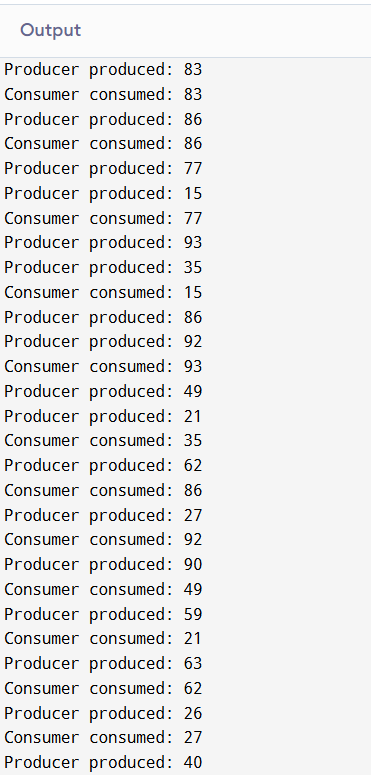 Output
Producer produced: 83
Consumer consumed: 83
Producer produced: 86
Consumer consumed: 86
Producer produced: 77
Producer produced: 15
Consumer consumed: 77
Producer produced: 93
Producer produced: 35
Consumer consumed: 15
Producer produced: 86
Producer produced: 92
Consumer consumed: 93
Producer produced: 49
Producer produced: 21
Consumer consumed: 35
Producer produced: 62
Consumer consumed: 86
Producer produced: 27
Consumer consumed: 92
Producer produced: 90
Consumer consumed: 49
Producer produced: 59
Consumer consumed: 21
Producer produced: 63
Consumer consumed: 62
Producer produced: 26
Consumer consumed: 27
Producer produced: 40